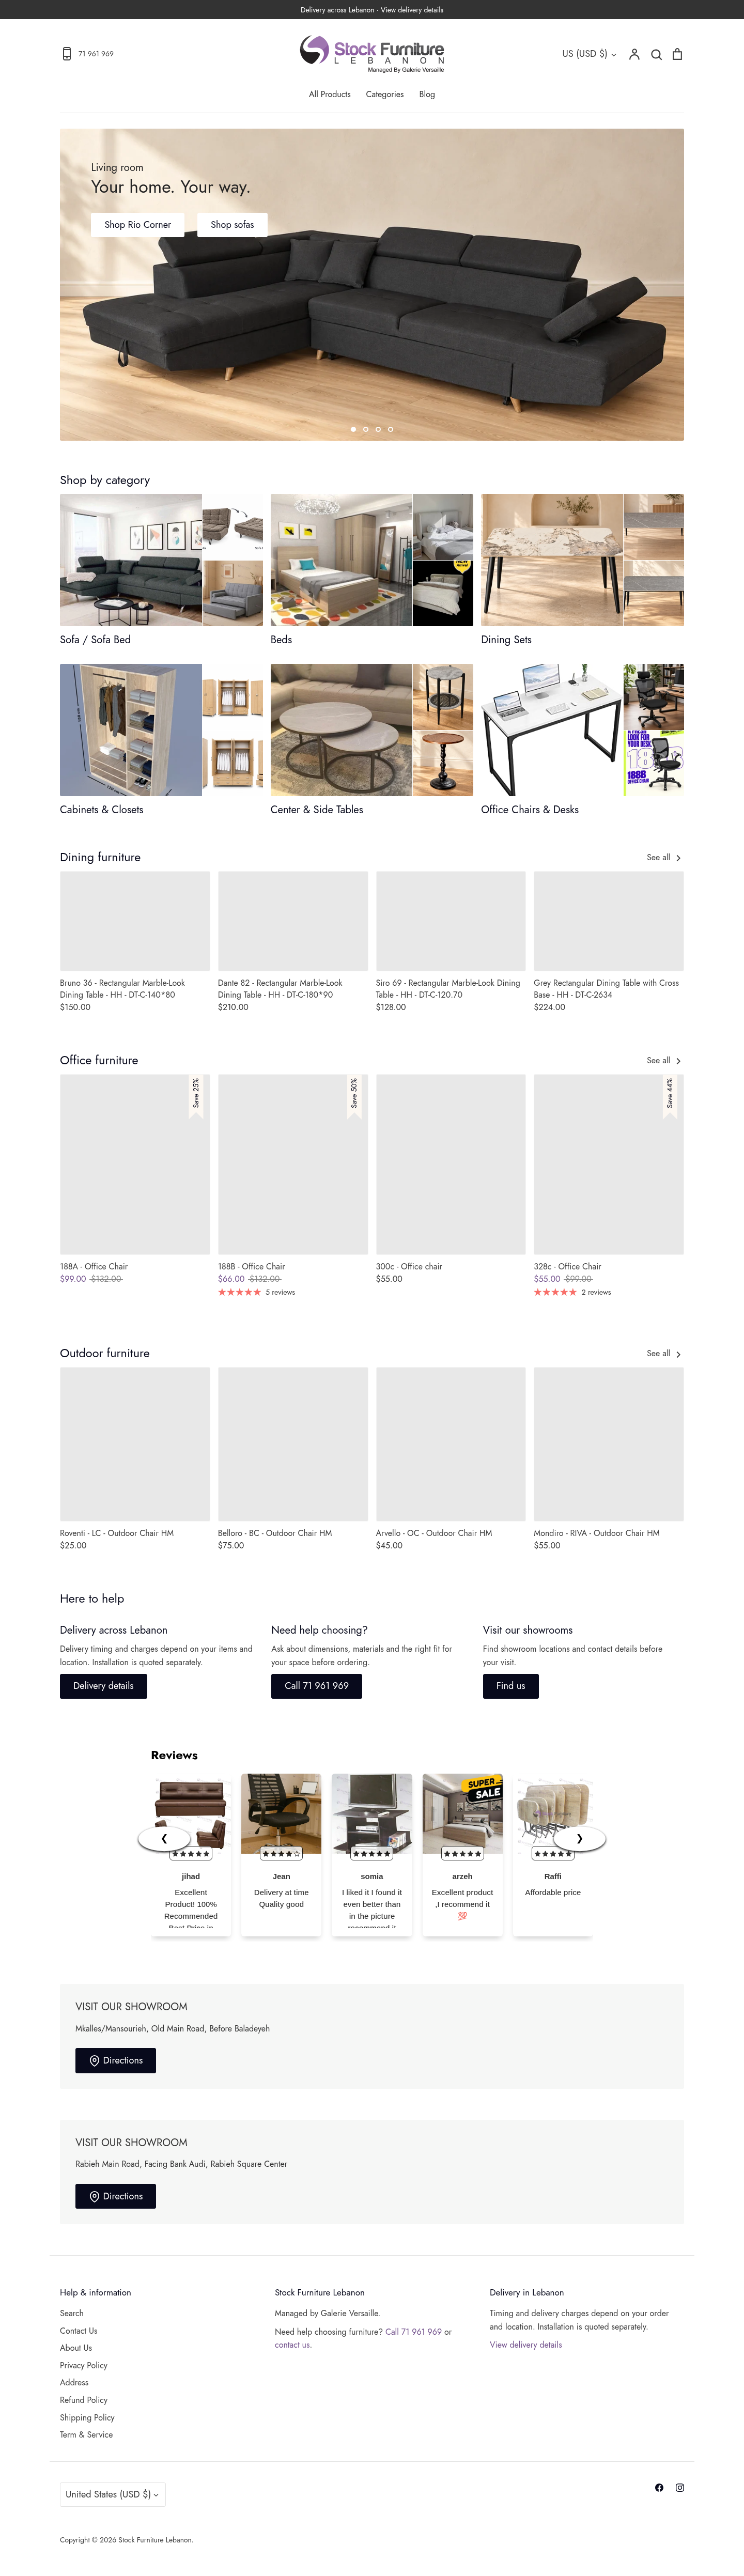 Delivery across Lebanon · View delivery details
71 961 969
Stock Furniture
LEBANON
Managed By Galerie Versaille
US (USD $)
All Products
Categories
Blog
Living room
Your home. Your way.
Shop Rio Corner
Shop sofas
Shop by category
Sofa / Sofa Bed
Beds
Dining Sets
LOOK FOR
YOUR DESK
188B
OFFICE CHAIR
Cabinets & Closets
Center & Side Tables
Office Chairs & Desks
Dining furniture
See all
Bruno 36 - Rectangular Marble-Look
Dining Table - HH - DT-C-140*80
$150.00
Dante 82 - Rectangular Marble-Look
Dining Table - HH - DT-C-180*90
$210.00
Siro 69 - Rectangular Marble-Look Dining
Table - HH - DT-C-120.70
$128.00
Grey Rectangular Dining Table with Cross
Base - HH - DT-C-2634
$224.00
Office furniture
See all
Save 25%
Save 50%
Save 44%
188A - Office Chair
$99.00 $132.00
188B - Office Chair
$66.00 $132.00
5 reviews
300c - Office chair
$55.00
328c - Office Chair
$55.00 $99.00
2 reviews
Outdoor furniture
See all
Roventi - LC - Outdoor Chair HM
$25.00
Belloro - BC - Outdoor Chair HM
$75.00
Arvello - OC - Outdoor Chair HM
$45.00
Mondiro - RIVA - Outdoor Chair HM
$55.00
Here to help
Delivery across Lebanon
Delivery timing and charges depend on your items and
location. Installation is quoted separately.
Delivery details
Need help choosing?
Ask about dimensions, materials and the right fit for
your space before ordering.
Call 71 961 969
Visit our showrooms
Find showroom locations and contact details before
your visit.
Find us
Reviews
SUPER
SALE
jihad
Excellent
Product! 100%
Recommended
Best Price in
Jean
Delivery at time
Quality good
somia
I liked it I found it
even better than
in the picture
recommend it
arzeh
Excellent product
,I recommend it
💯
Raffi
Affordable price
VISIT OUR SHOWROOM
Mkalles/Mansourieh, Old Main Road, Before Baladeyeh
Directions
VISIT OUR SHOWROOM
Rabieh Main Road, Facing Bank Audi, Rabieh Square Center
Directions
Help & information
Search
Contact Us
About Us
Privacy Policy
Address
Refund Policy
Shipping Policy
Term & Service
Stock Furniture Lebanon
Managed by Galerie Versaille.
Need help choosing furniture? Call 71 961 969 or
contact us.
Delivery in Lebanon
Timing and delivery charges depend on your order
and location. Installation is quoted separately.
View delivery details
United States (USD $)
Copyright © 2026 Stock Furniture Lebanon.